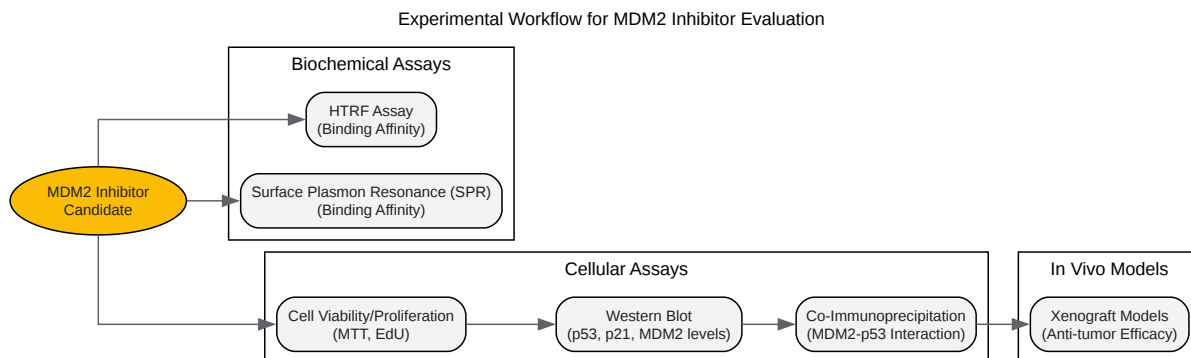 Experimental Workflow for MDM2 Inhibitor Evaluation
Biochemical Assays
HTRF Assay
(Binding Affinity)
MDM2 Inhibitor
Candidate
Surface Plasmon Resonance (SPR)
(Binding Affinity)
Cellular Assays
In Vivo Models
Cell Viability/Proliferation
(MTT, EdU)
Western Blot
(p53, p21, MDM2 levels)
Co-Immunoprecipitation
(MDM2-p53 Interaction)
Xenograft Models
(Anti-tumor Efficacy)